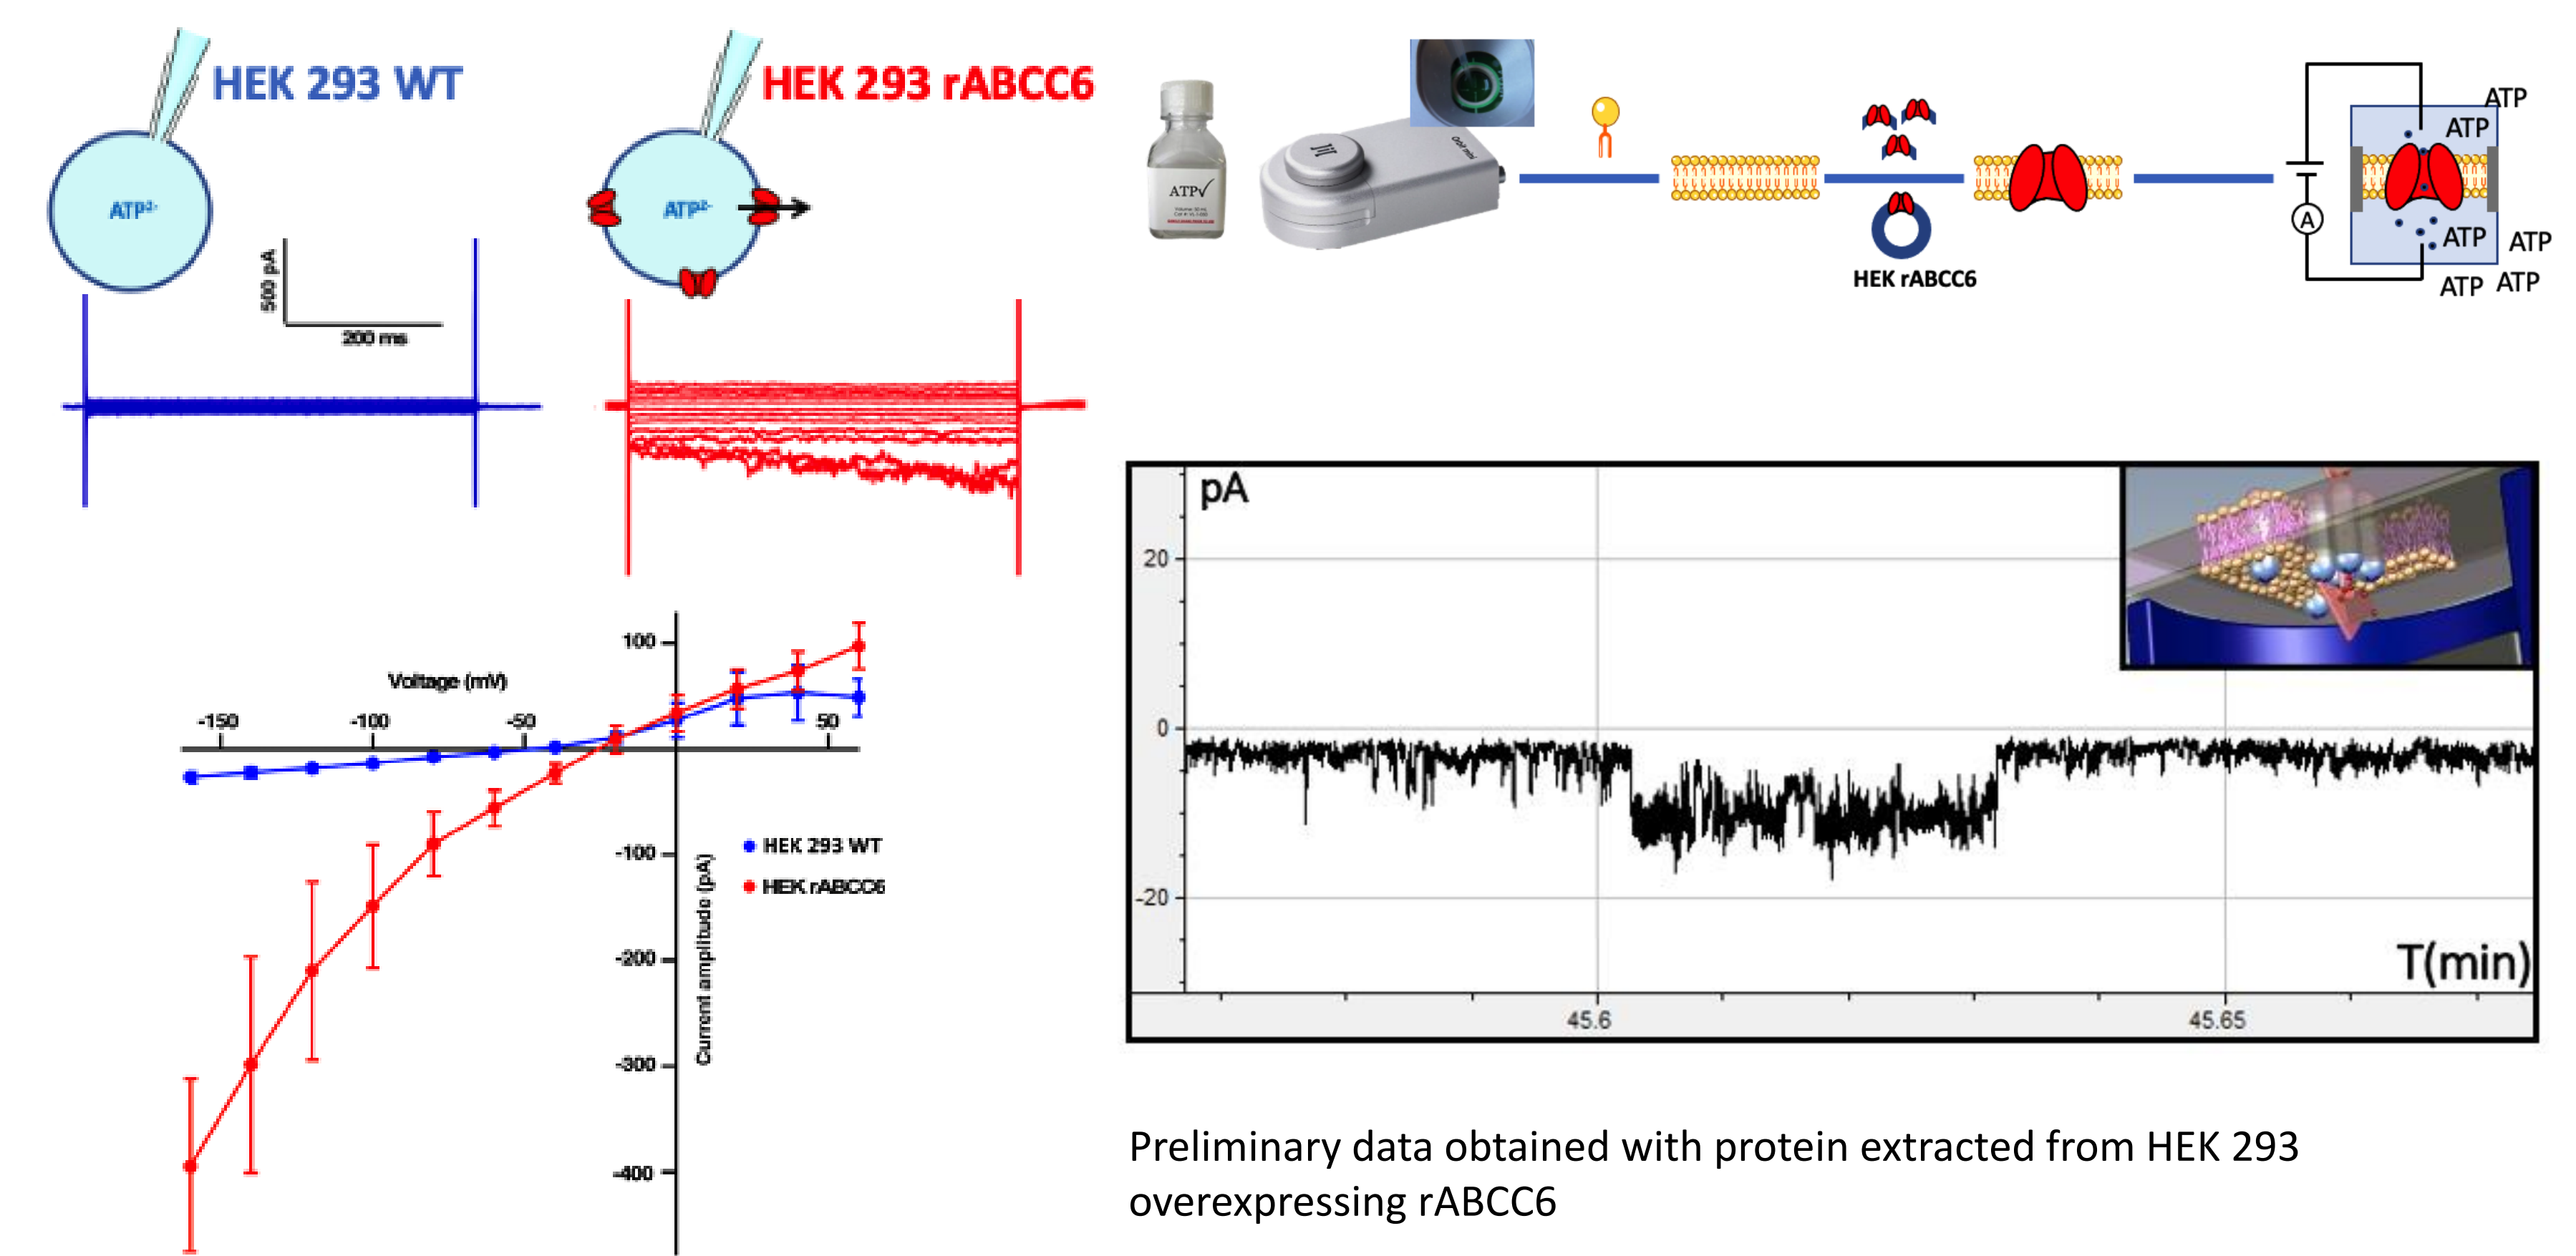 HEK 293 WT
HEK 293 rABCC6
ATP²⁻
ATP²⁻
500 pA
200 ms
Voltage (mV)
-150
-100
-50
50
100
-100
-200
-300
-400
Current amplitude (pA)
HEK 293 WT
HEK rABCC6
ATP✓
HEK rABCC6
A
ATP
ATP
ATP
ATP
ATP
ATP
pA
20
0
-20
T(min)
45.6
45.65
Preliminary data obtained with protein extracted from HEK 293
overexpressing rABCC6